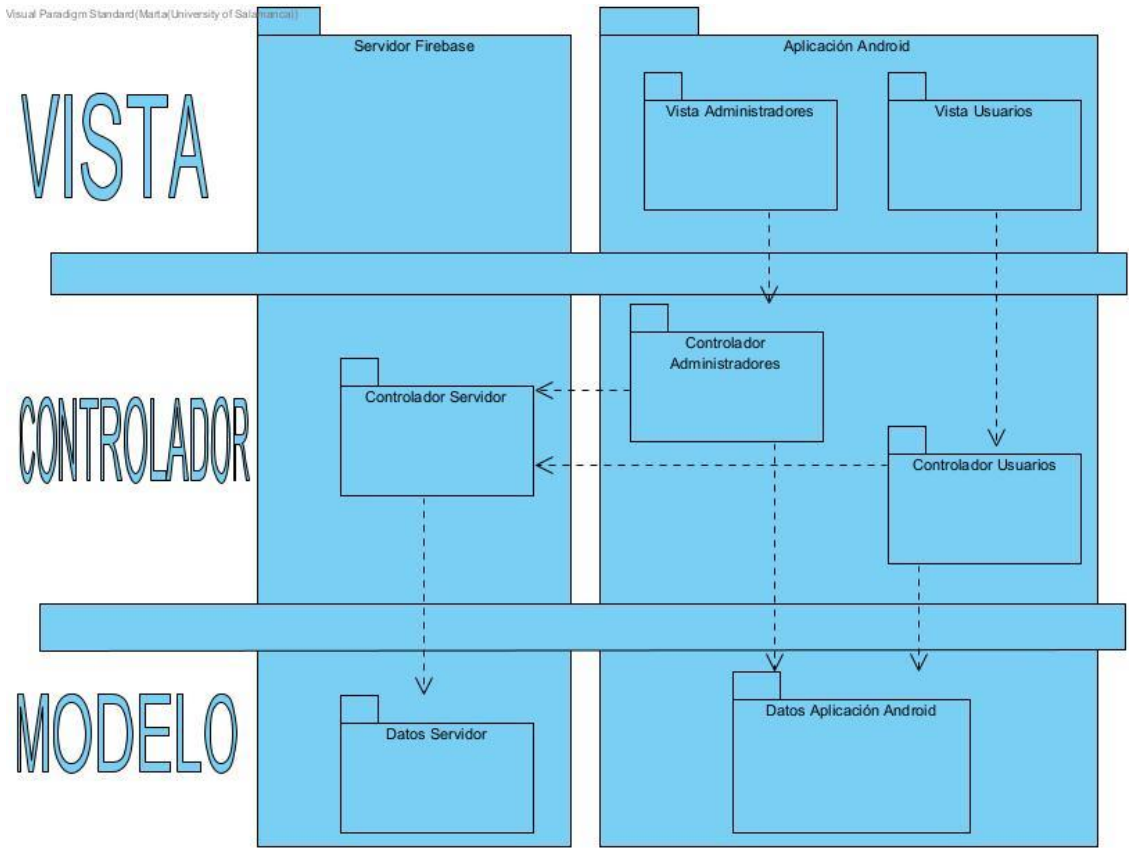 Visual Paradigm Standard(Marta(University of Salamanca))
Servidor Firebase
Aplicación Android
VISTA
Vista Administradores
Vista Usuarios
CONTROLADOR
Controlador
Administradores
Controlador Servidor
Controlador Usuarios
MODELO
Datos Servidor
Datos Aplicación Android